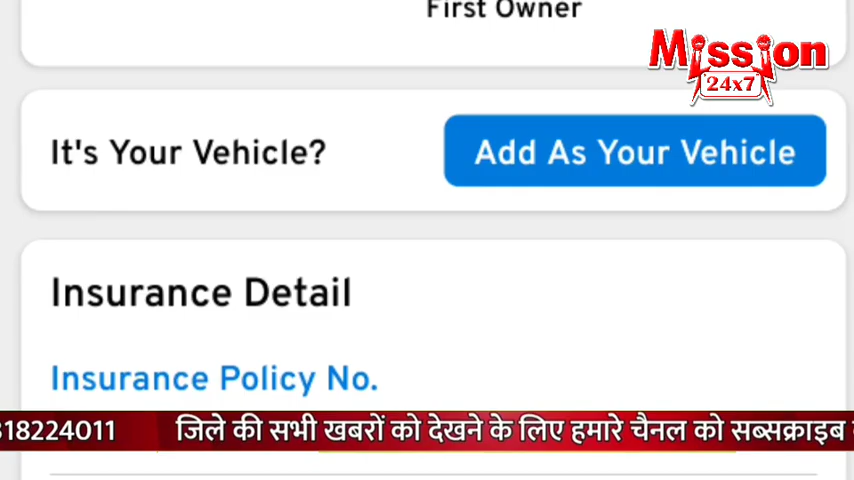 First Owner
Mission
24x7
It's Your Vehicle?
Add As Your Vehicle
Insurance Detail
Insurance Policy No.
318224011 जिले की सभी खबरों को देखने के लिए हमारे चैनल को सब्सक्राइब